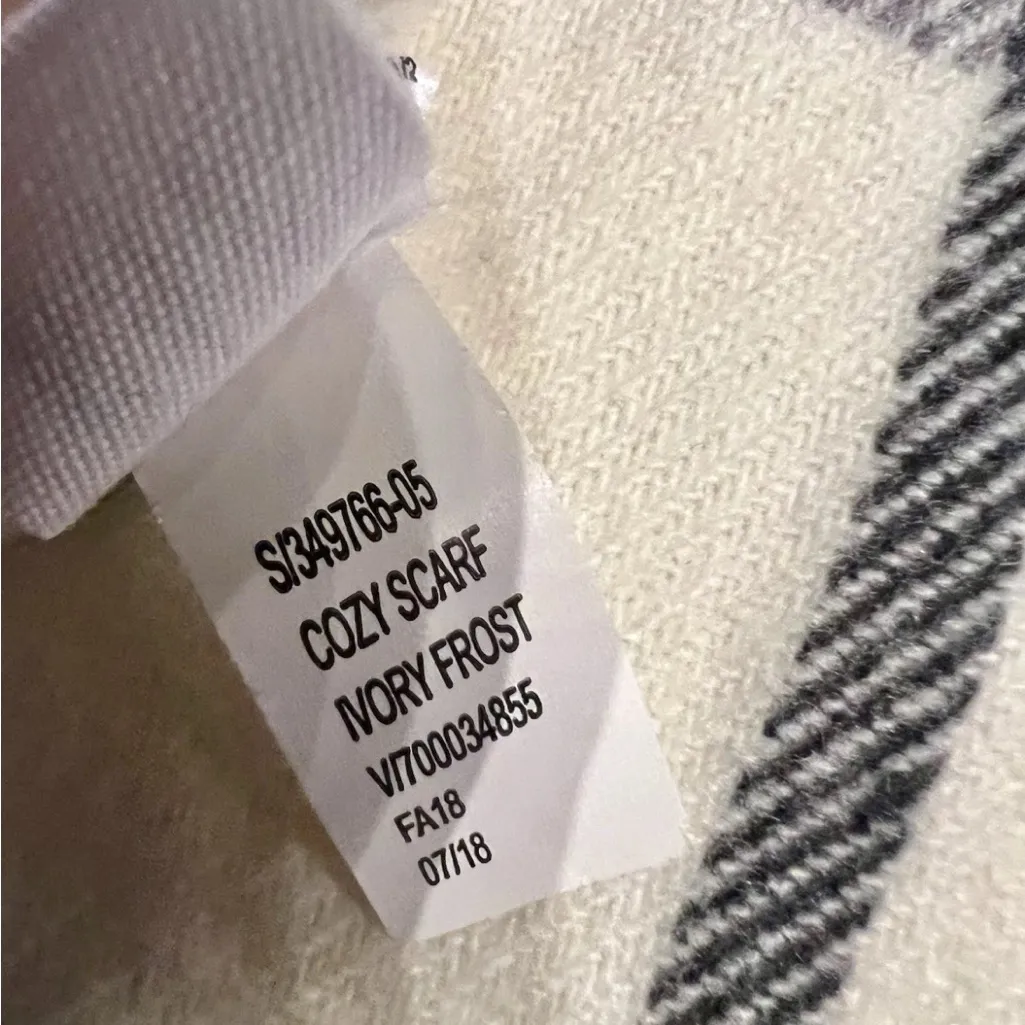 S/349766-05
COZY SCARF
IVORY FROST
V/700034855
FA18
07/18